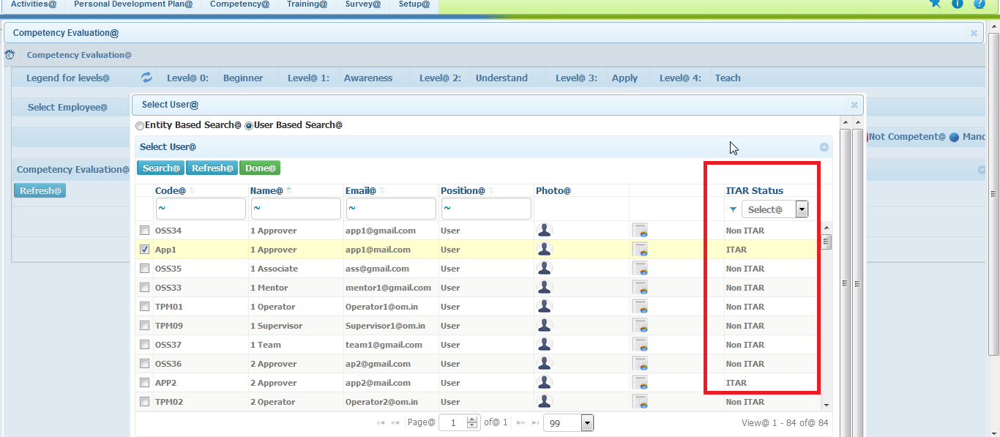 Activities@ Personal Development Plan@ Competency@ Training@ Survey@ Setup@
Competency Evaluation@
Competency Evaluation@
Legend for levels@ Level@ 0: Beginner Level@ 1: Awareness Level@ 2: Understand Level@ 3: Apply Level@ 4: Teach
Select Employee@
Select User@
Entity Based Search@ User Based Search@
Not Competent@ Mand
Select User@
Competency Evaluation@
Search@ Refresh@ Done@
Refresh@
Code@ Name@ Email@ Position@ Photo@ ITAR Status
~ ~ ~ ~ Select@
OSS34 1 Approver app1@gmail.com User Non ITAR
App1 1 Approver app1@mail.com User ITAR
OSS35 1 Associate ass@gmail.com User Non ITAR
OSS33 1 Mentor mentor1@gmail.com User Non ITAR
TPM01 1 Operator Operator1@om.in User Non ITAR
TPM09 1 Supervisor Supervisor1@om.in User Non ITAR
OSS37 1 Team team1@gmail.com User Non ITAR
OSS36 2 Approver ap2@gmail.com User Non ITAR
APP2 2 Approver app2@mail.com User ITAR
TPM02 2 Operator Operator2@om.in User Non ITAR
Page@ 1 of@ 1 99 View@ 1 - 84 of@ 84